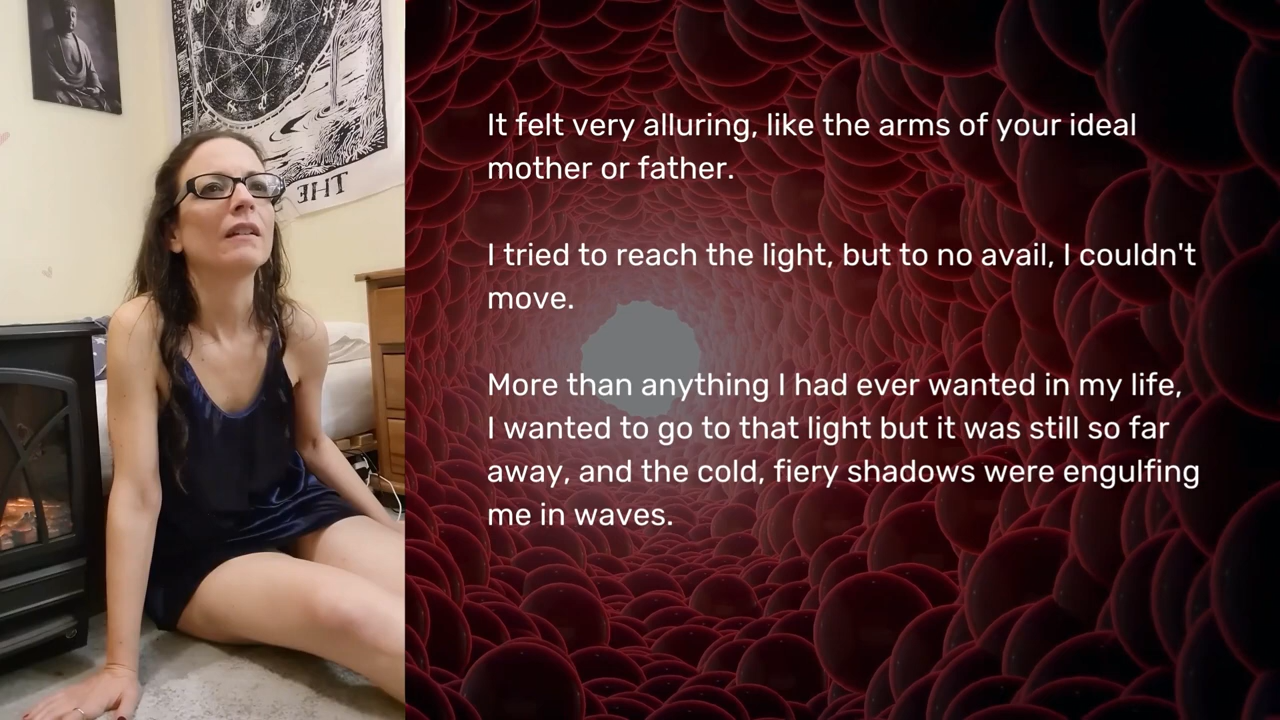 THE
It felt very alluring, like the arms of your ideal
mother or father.
I tried to reach the light, but to no avail, I couldn't
move.
More than anything I had ever wanted in my life,
I wanted to go to that light but it was still so far
away, and the cold, fiery shadows were engulfing
me in waves.